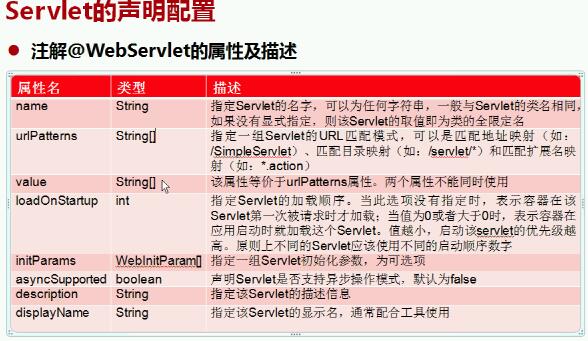 Servlet的声明配置
注解@WebServlet的属性及描述
属性名 类型 描述
name String 指定Servlet的名字，可以为任何字符串，一般与Servlet的类名相同，
如果没有显式指定，则该Servlet的取值即为类的全限定名
urlPatterns String[] 指定一组Servlet的URL匹配模式，可以是匹配地址映射（如：
/SimpleServlet）、匹配目录映射（如：/servlet/*）和匹配扩展名映
射（如：*.action）
value String[] 该属性等价于urlPatterns属性。两个属性不能同时使用
loadOnStartup int 指定Servlet的加载顺序。当此选项没有指定时，表示容器在该
Servlet第一次被请求时才加载；当值为0或者大于0时，表示容器在
应用启动时就加载这个Servlet。值越小，启动该servlet的优先级越
高。原则上不同的Servlet应该使用不同的启动顺序数字
initParams WebInitParam[] 指定一组Servlet初始化参数，为可选项
asyncSupported boolean 声明Servlet是否支持异步操作模式，默认为false
description String 指定该Servlet的描述信息
displayName String 指定该Servlet的显示名，通常配合工具使用